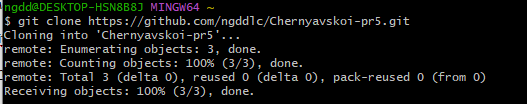 ngdd@DESKTOP-HSN8B8J MINGW64 ~
$ git clone https://github.com/ngddlc/Chernyavskoi-pr5.git
Cloning into 'Chernyavskoi-pr5'...
remote: Enumerating objects: 3, done.
remote: Counting objects: 100% (3/3), done.
remote: Total 3 (delta 0), reused 0 (delta 0), pack-reused 0 (from 0)
Receiving objects: 100% (3/3), done.